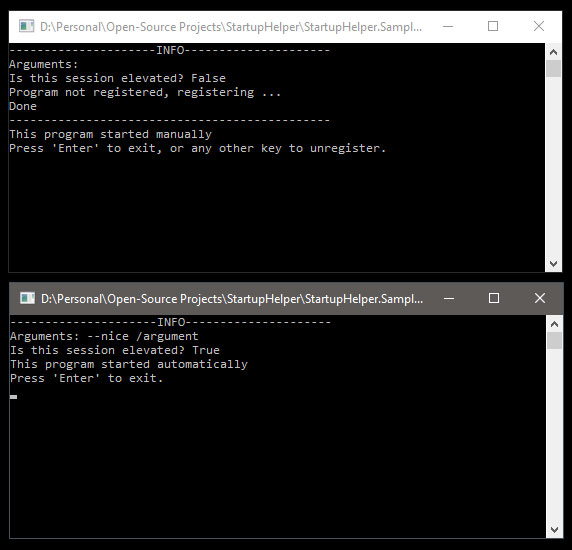 D:\Personal\Open-Source Projects\StartupHelper\StartupHelper.Sampl...
---------------------INFO---------------------
Arguments:
Is this session elevated? False
Program not registered, registering ...
Done
----------------------------------------------
This program started manually
Press 'Enter' to exit, or any other key to unregister.
D:\Personal\Open-Source Projects\StartupHelper\StartupHelper.Sampl...
---------------------INFO---------------------
Arguments: --nice /argument
Is this session elevated? True
This program started automatically
Press 'Enter' to exit.